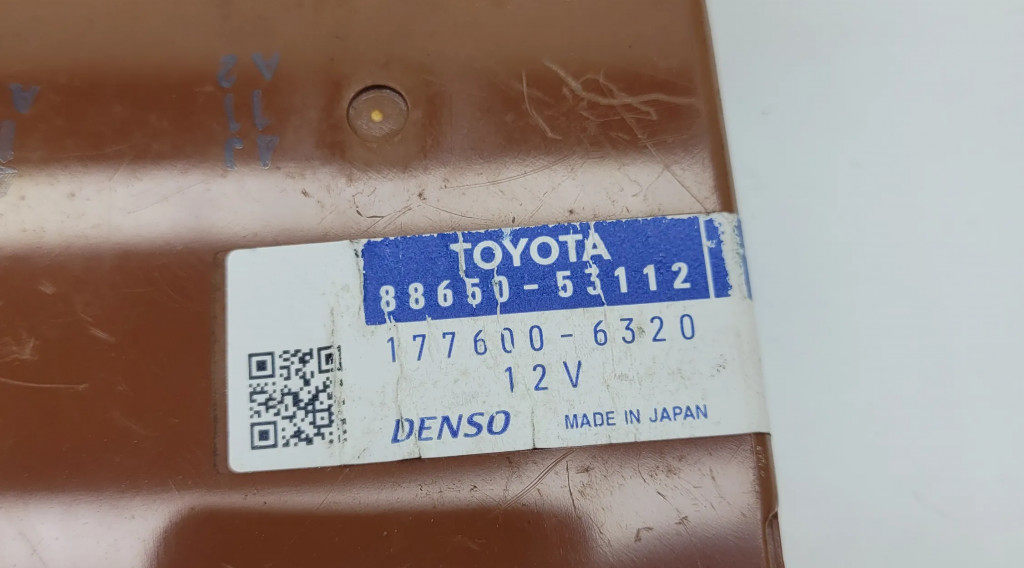 TOYOTA
88650-53112
177600-6320
12V
DENSO MADE IN JAPAN